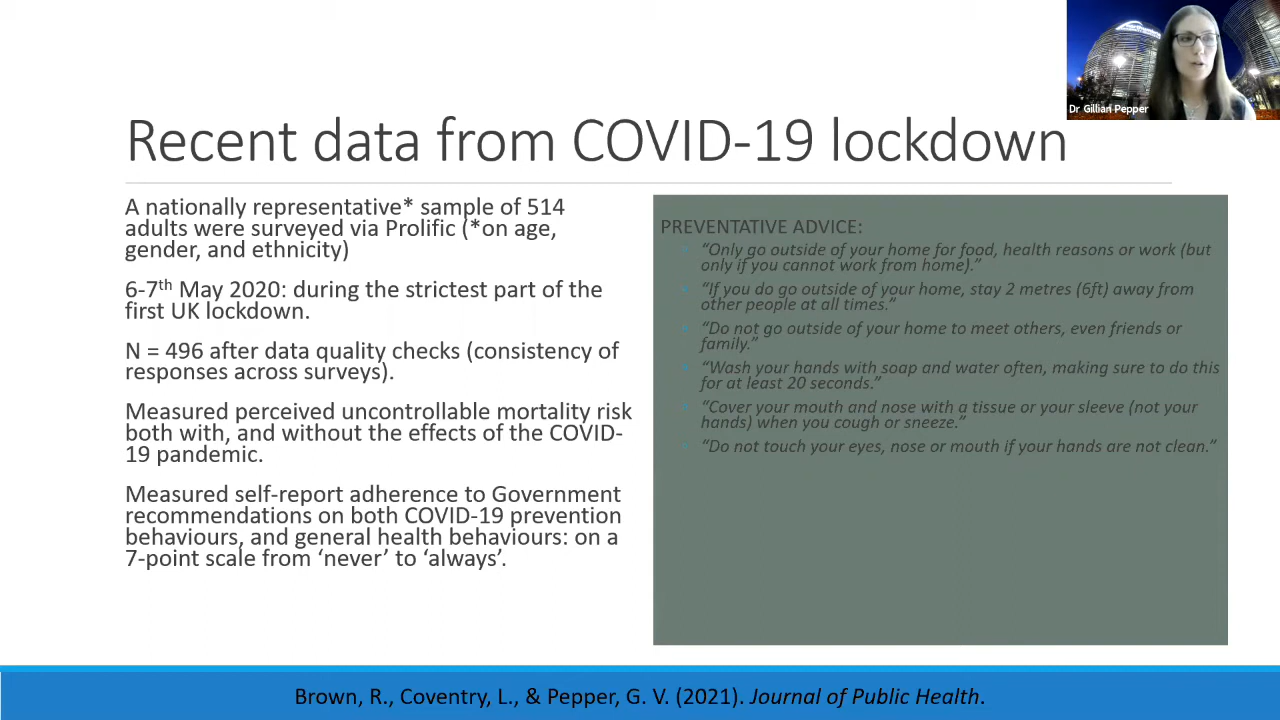 Dr Gillian Pepper
Recent data from COVID-19 lockdown
A nationally representative* sample of 514
adults were surveyed via Prolific (*on age,
gender, and ethnicity)
6-7th May 2020: during the strictest part of the
first UK lockdown.
N = 496 after data quality checks (consistency of
responses across surveys).
Measured perceived uncontrollable mortality risk
both with, and without the effects of the COVID-
19 pandemic.
Measured self-report adherence to Government
recommendations on both COVID-19 prevention
behaviours, and general health behaviours: on a
7-point scale from ‘never’ to ‘always’.
PREVENTATIVE ADVICE:
“Only go outside of your home for food, health reasons or work (but
only if you cannot work from home).”
“If you do go outside of your home, stay 2 metres (6ft) away from
other people at all times.”
“Do not go outside of your home to meet others, even friends or
family.”
“Wash your hands with soap and water often, making sure to do this
for at least 20 seconds.”
“Cover your mouth and nose with a tissue or your sleeve (not your
hands) when you cough or sneeze.”
“Do not touch your eyes, nose or mouth if your hands are not clean.”
Brown, R., Coventry, L., & Pepper, G. V. (2021). Journal of Public Health.